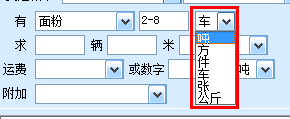 有 面粉 2-8 车
吨
方
件
车
张
公斤
求 辆 米
运费 或数字 吨
附加